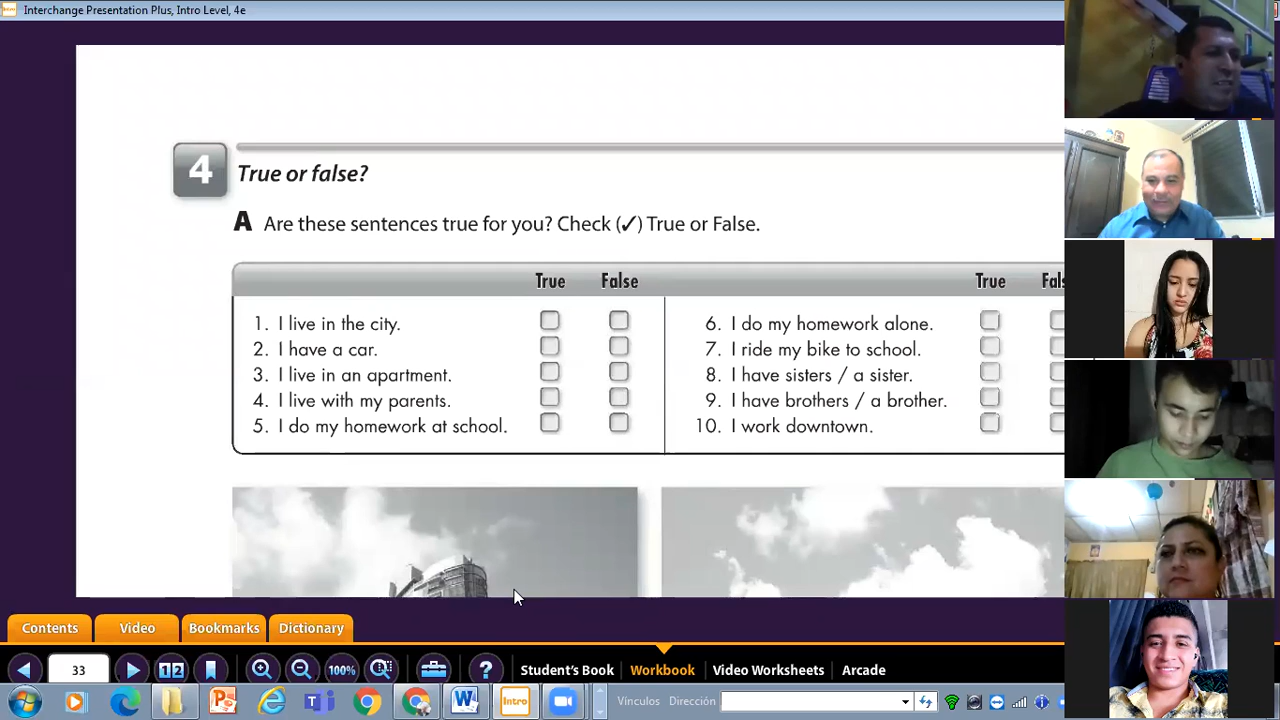 Interchange Presentation Plus, Intro Level, 4e
4 True or false?
A Are these sentences true for you? Check (✓) True or False.
True False
1. I live in the city.
2. I have a car.
3. I live in an apartment.
4. I live with my parents.
5. I do my homework at school.
True Fals
6. I do my homework alone.
7. I ride my bike to school.
8. I have sisters / a sister.
9. I have brothers / a brother.
10. I work downtown.
Contents Video Bookmarks Dictionary
33 12 100% ? Student's Book Workbook Video Worksheets Arcade
Intro Vínculos Dirección